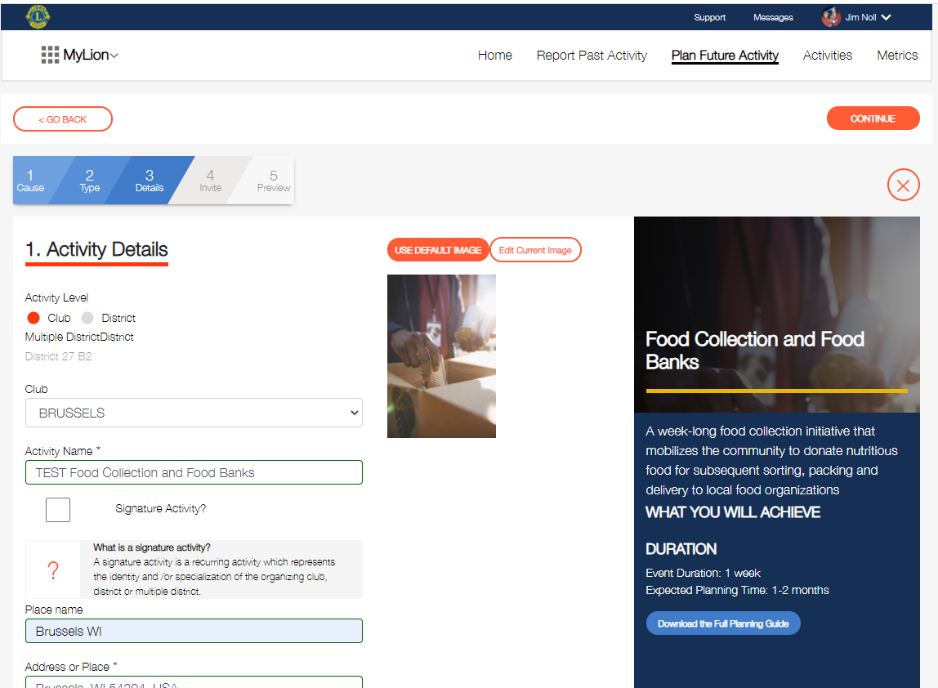 Support Messages Jim Noll
MyLion
Home Report Past Activity Plan Future Activity Activities Metrics
< GO BACK
CONTINUE
1 Cause
2 Type
3 Details
4 Invite
5 Preview
1. Activity Details
USE DEFAULT IMAGE
Edit Current Image
Activity Level
Club District
Multiple DistrictDistrict
District 27 B2
Club
BRUSSELS
Activity Name *
TEST Food Collection and Food Banks
Signature Activity?
?
What is a signature activity?
A signature activity is a recurring activity which represents
the identity and /or specialization of the organizing club,
district or multiple district.
Place name
Brussels WI
Address or Place *
Brussels, WI 54204, USA
Food Collection and Food
Banks
A week-long food collection initiative that
mobilizes the community to donate nutritious
food for subsequent sorting, packing and
delivery to local food organizations
WHAT YOU WILL ACHIEVE
DURATION
Event Duration: 1 week
Expected Planning Time: 1-2 months
Download the Full Planning Guide